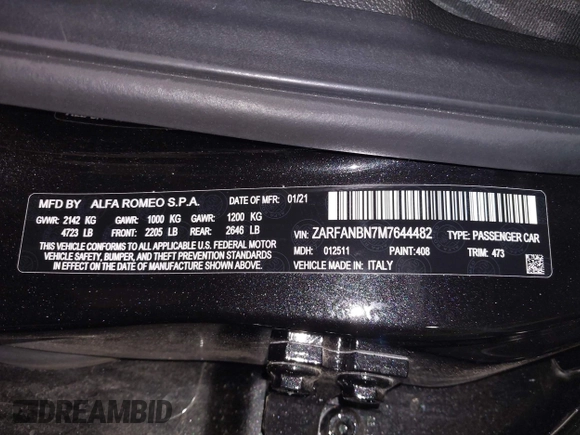 MFD BY ALFA ROMEO S.P.A. DATE OF MFR: 01/21
GVWR: 2142 KG GAWR: 1000 KG GAWR: 1200 KG
4723 LB FRONT: 2205 LB REAR: 2646 LB
THIS VEHICLE CONFORMS TO ALL APPLICABLE U.S. FEDERAL MOTOR
VEHICLE SAFETY, BUMPER, AND THEFT PREVENTION STANDARDS
IN EFFECT ON THE DATE OF MANUFACTURE SHOWN ABOVE
VIN: ZARFANBN7M7644482 TYPE: PASSENGER CAR
MDH: 012511 PAINT:408 TRIM: 473
VEHICLE MADE IN: ITALY
DREAMBID